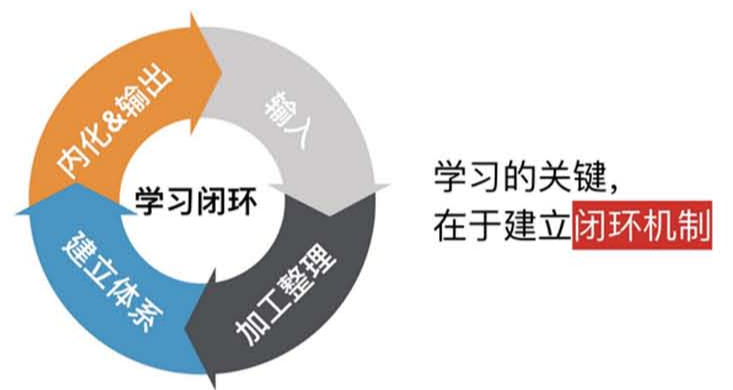 内化&输出
输入
学习闭环
建立体系
加工整理
学习的关键,
在于建立闭环机制